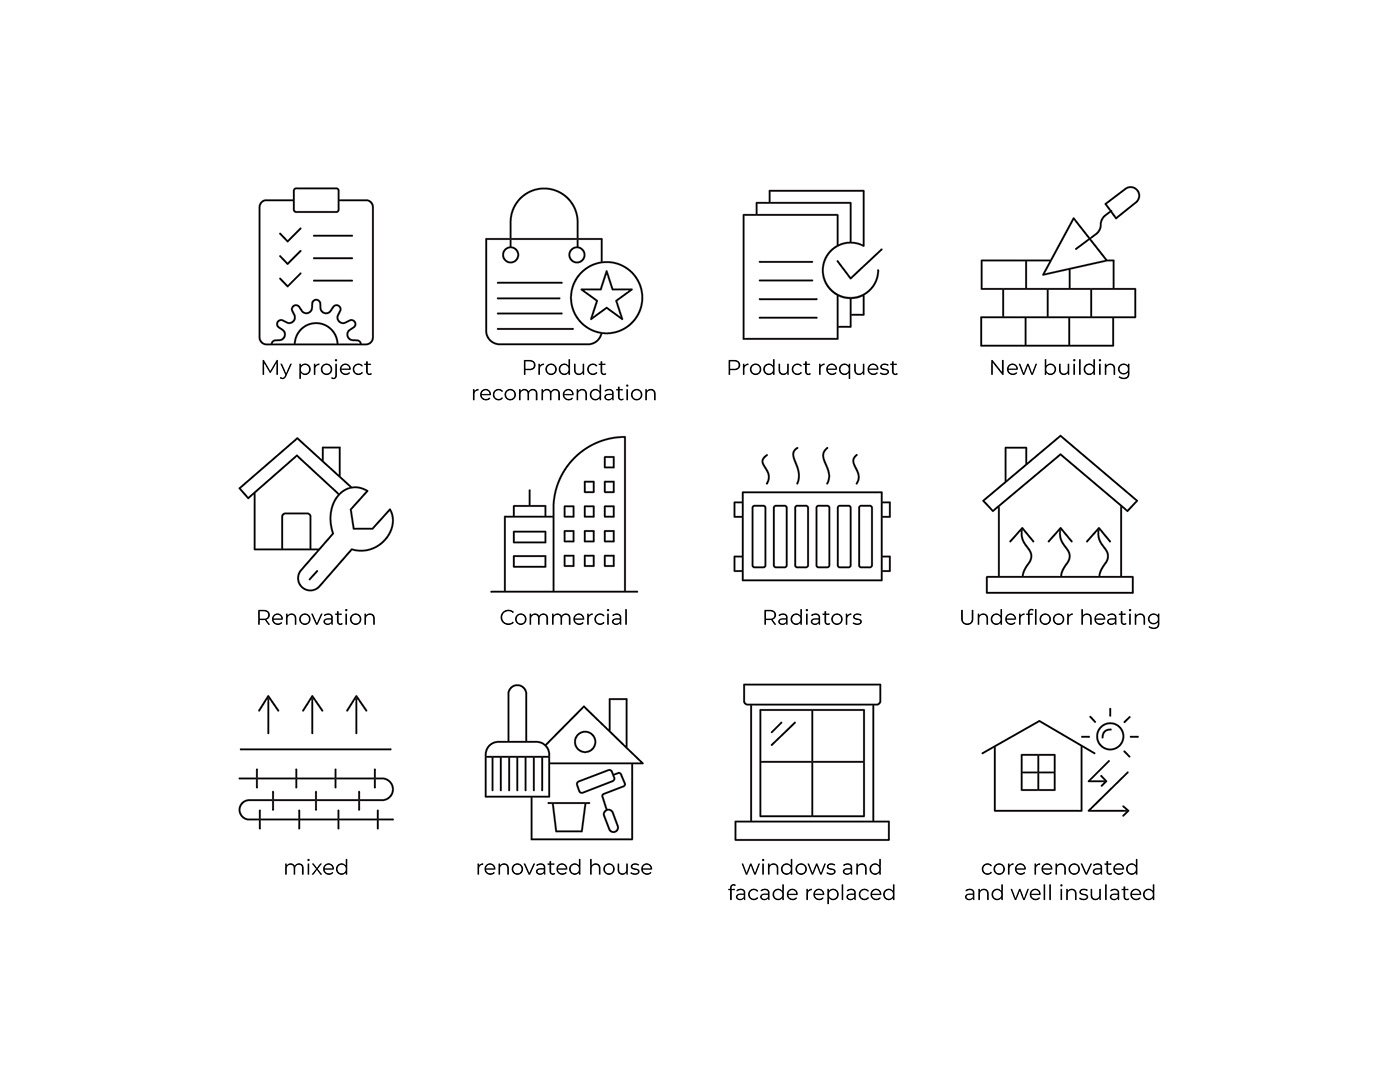 My project
Product
recommendation
Product request
New building
Renovation
Commercial
Radiators
Underfloor heating
mixed
renovated house
windows and
facade replaced
core renovated
and well insulated